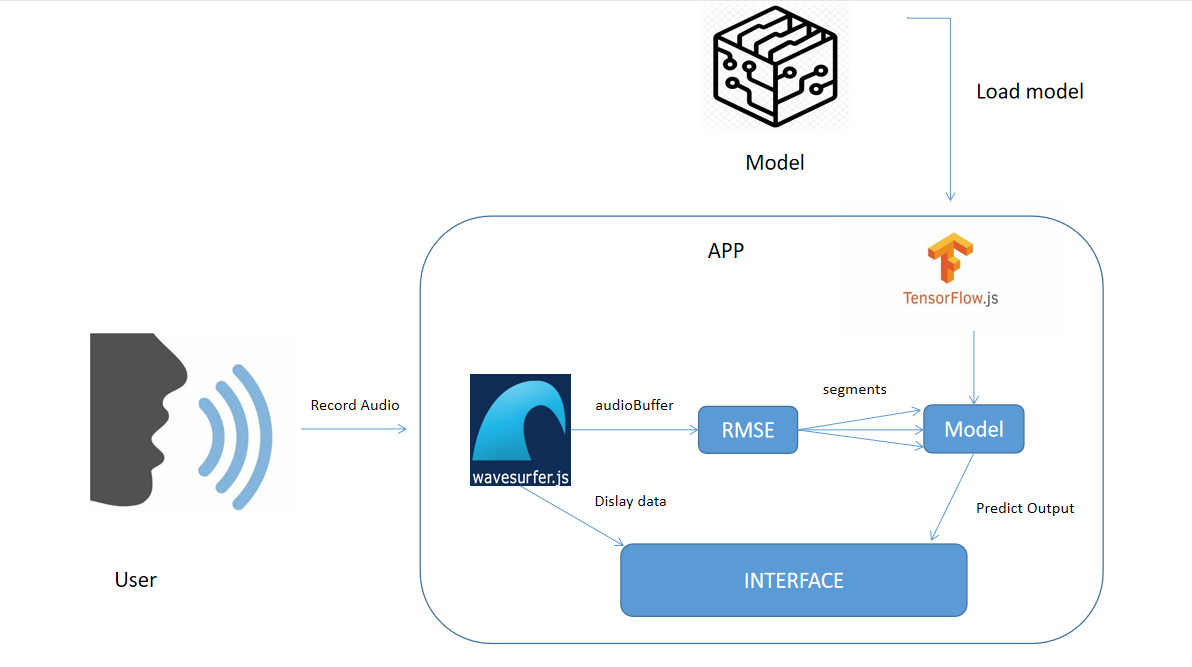 Load model
Model
APP
TensorFlow.js
Record Audio
audioBuffer
segments
RMSE
Model
wavesurfer.js
Dislay data
Predict Output
User
INTERFACE